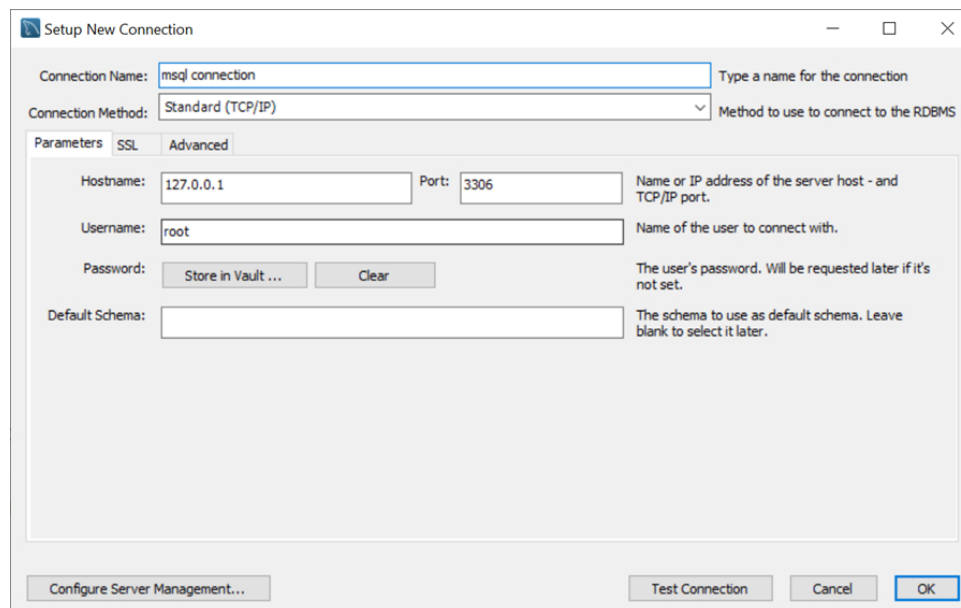 Setup New Connection
Connection Name: msql connection Type a name for the connection
Connection Method: Standard (TCP/IP) Method to use to connect to the RDBMS
Parameters SSL Advanced
Hostname: 127.0.0.1 Port: 3306 Name or IP address of the server host - and
TCP/IP port.
Username: root Name of the user to connect with.
Password: Store in Vault ... Clear The user's password. Will be requested later if it's
not set.
Default Schema: The schema to use as default schema. Leave
blank to select it later.
Configure Server Management... Test Connection Cancel OK